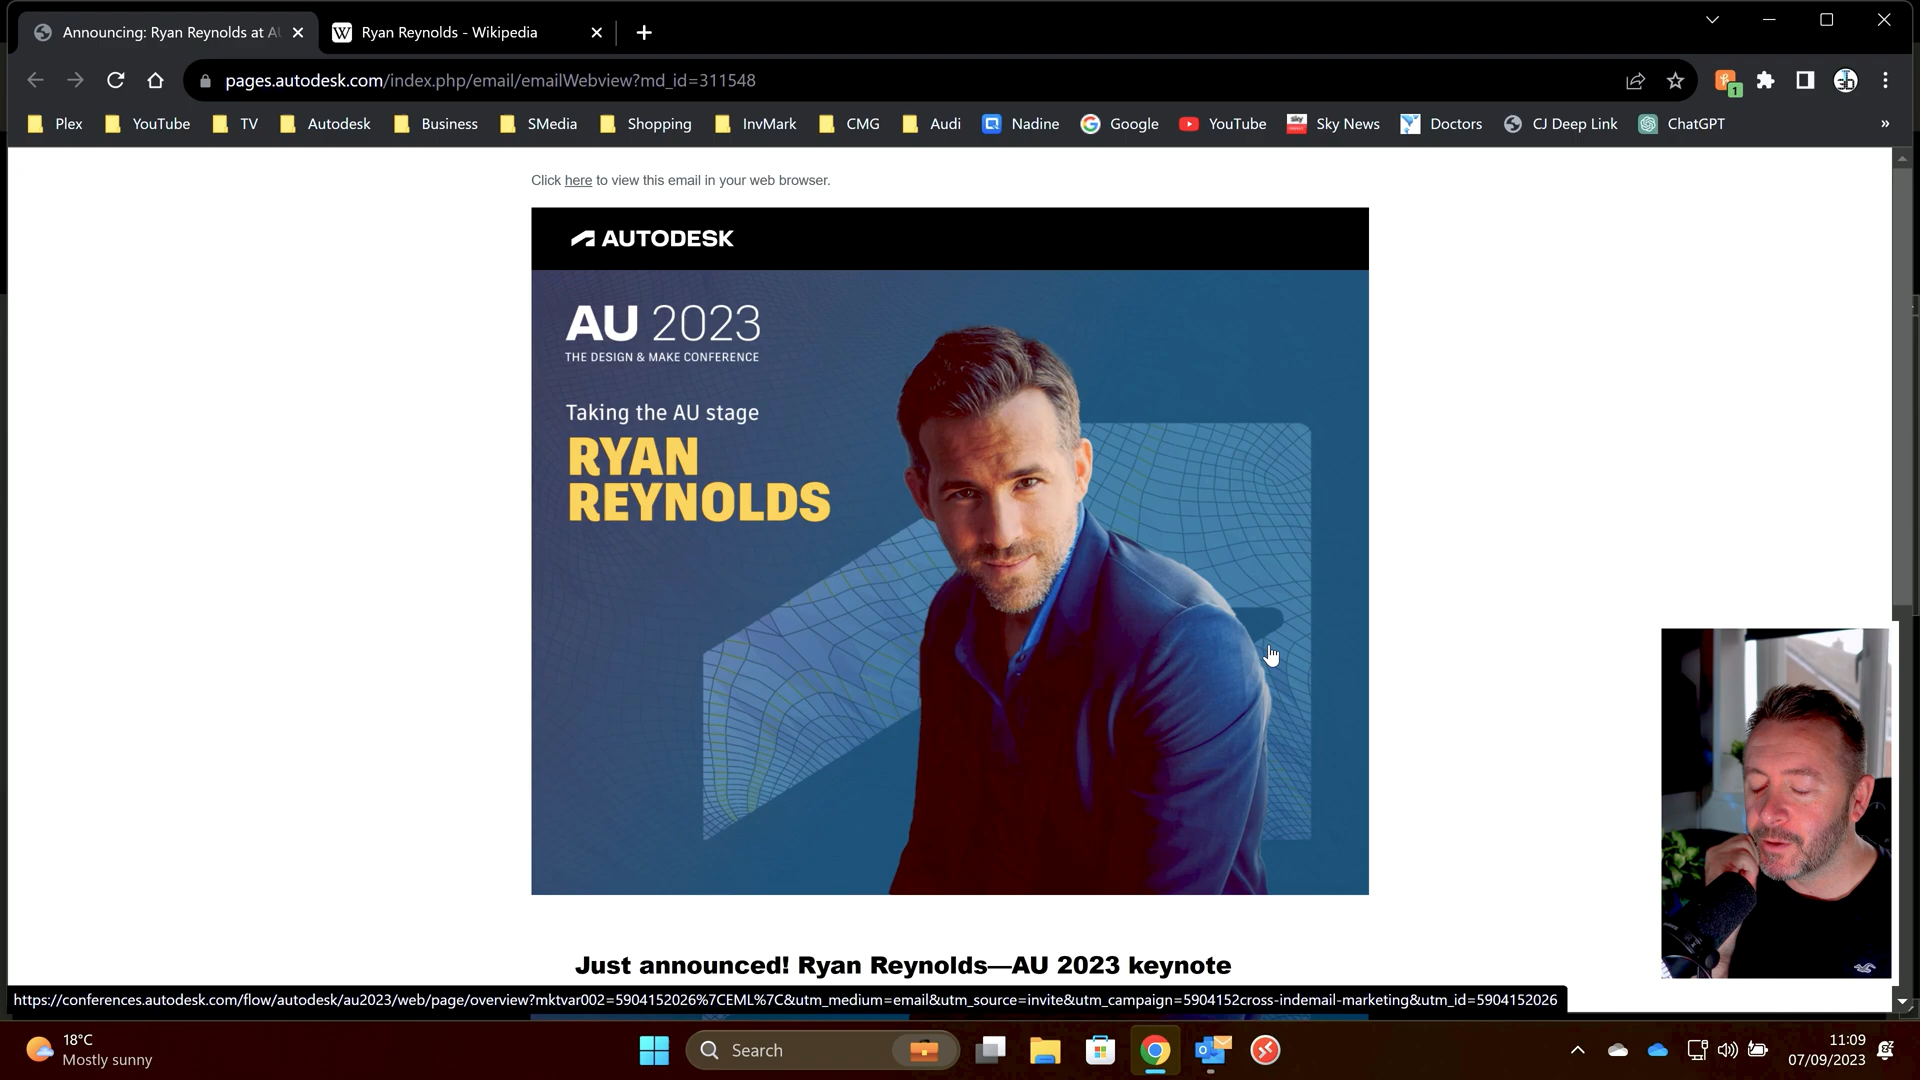 Announcing: Ryan Reynolds at A
Ryan Reynolds - Wikipedia
pages.autodesk.com/index.php/email/emailWebview?md_id=311548
1
Plex
YouTube
TV
Autodesk
Business
SMedia
Shopping
InvMark
CMG
Audi
Nadine
Google
YouTube
Sky News
Doctors
CJ Deep Link
ChatGPT
»
Click here to view this email in your web browser.
AUTODESK
AU 2023
THE DESIGN & MAKE CONFERENCE
Taking the AU stage
RYAN
REYNOLDS
Just announced! Ryan Reynolds—AU 2023 keynote
https://conferences.autodesk.com/flow/autodesk/au2023/web/page/overview?mktvar002=5904152026%7CEML%7C&utm_medium=email&utm_source=invite&utm_campaign=5904152cross-indemail-marketing&utm_id=5904152026
18°C
Mostly sunny
Search
11:09
07/09/2023